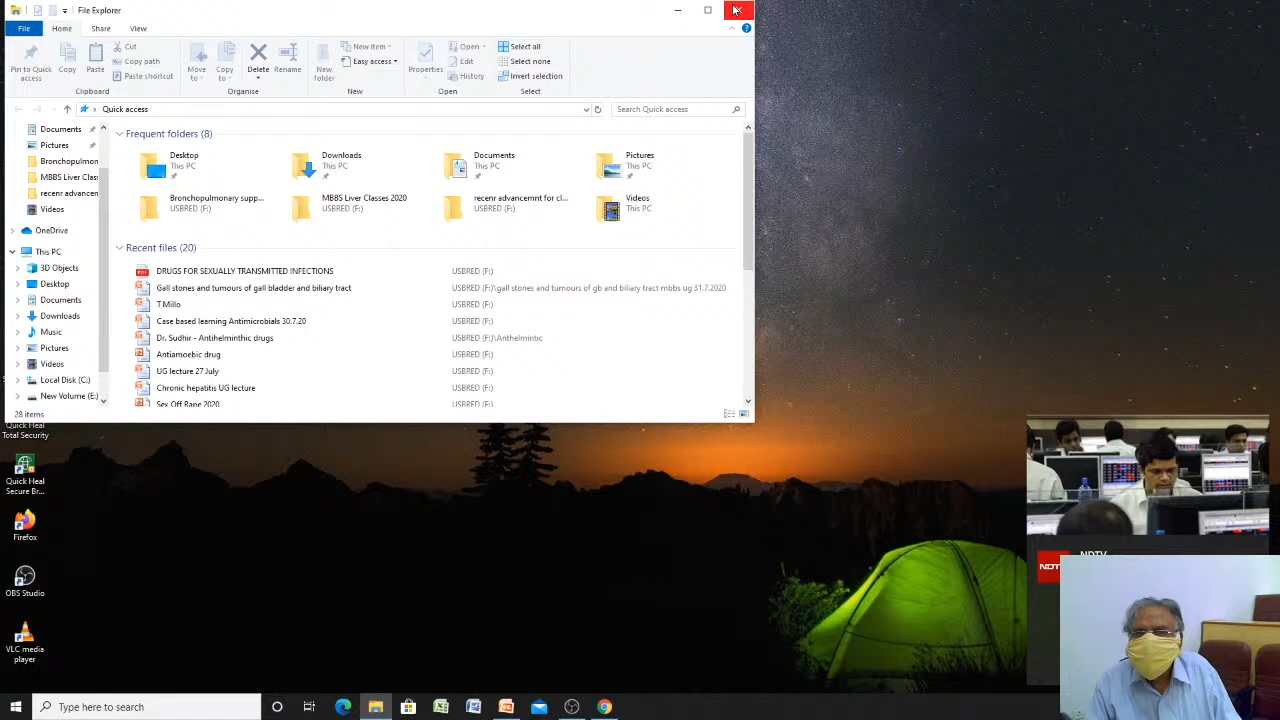 File Explorer
File Home Share View
Pin to Quick access
Copy
Paste
Cut
Copy path
Paste shortcut
Clipboard
Move to
Copy to
Delete
Rename
Organise
New folder
New item
Easy access
New
Properties
Open
Edit
History
Open
Select all
Select none
Invert selection
Select
Quick access
Search Quick access
Documents
Pictures
Bronchopulmon
MBBS Liver Clas
recenr advancen
Videos
OneDrive
This PC
3D Objects
Desktop
Documents
Downloads
Music
Pictures
Videos
Local Disk (C:)
New Volume (E:)
Frequent folders (8)
Desktop
This PC
Downloads
This PC
Documents
This PC
Pictures
This PC
Bronchopulmonary supp...
USBRED (F:)
MBBS Liver Classes 2020
USBRED (F:)
recenr advancemnt for cl...
USBRED (F:)
Videos
This PC
Recent files (20)
DRUGS FOR SEXUALLY TRANSMITTED INFECTIONS USBRED (F:)
Gall stones and tumours of gall bladder and biliary tract USBRED (F:)\gall stones and tumours of gb and biliary tract mbbs ug 31.7.2020
T Millo USBRED (F:)
Case based learning Antimicrobials 30.7.20 USBRED (F:)
Dr. Sudhir - Antihelminthic drugs USBRED (F:)\Anthelmintic
Antiamoebic drug USBRED (F:)
UG lecture 27 July USBRED (F:)
Chronic hepatitis UG lecture USBRED (F:)
Sex Off Rape 2020 USBRED (F:)
28 items
Quick Heal
Total Security
Quick Heal
Secure Br...
Firefox
OBS Studio
VLC media
player
NDTV
Type here to search